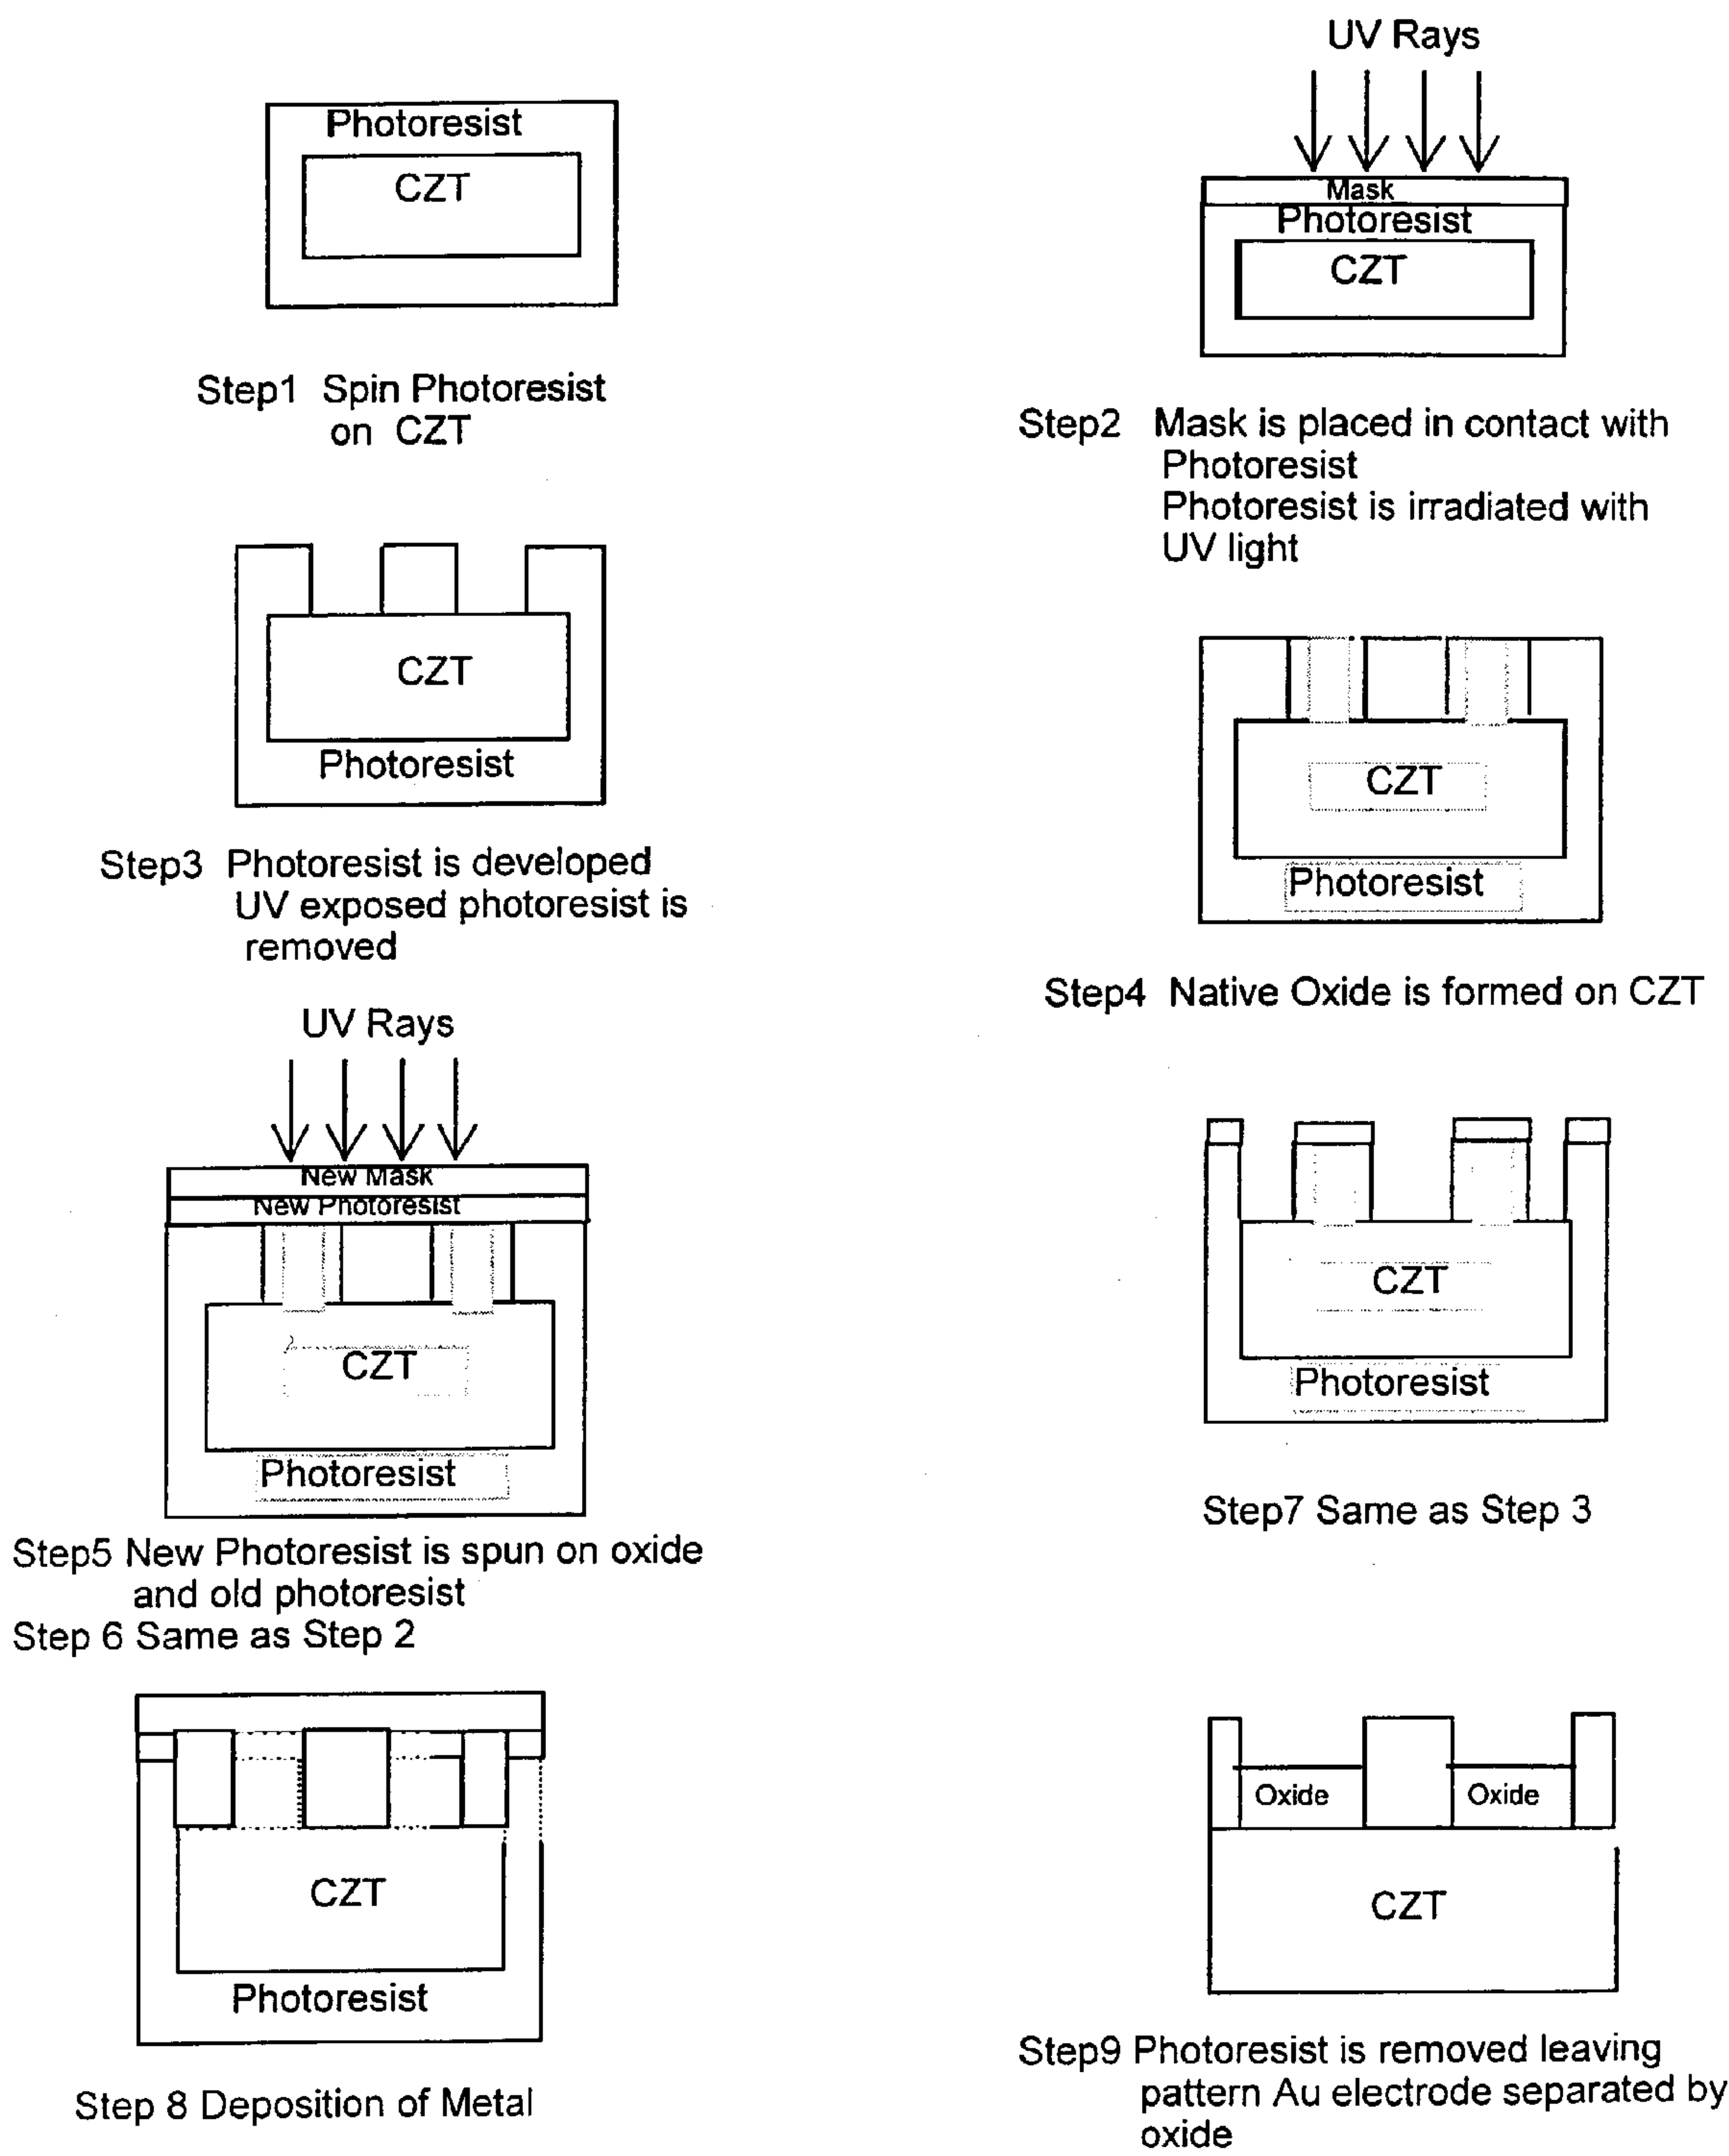 Photoresist
CZT
Step1 Spin Photoresist
on CZT
UV Rays
Mask
Photoresist
CZT
Step2 Mask is placed in contact with
Photoresist
Photoresist is irradiated with
UV light
CZT
Photoresist
Step3 Photoresist is developed
UV exposed photoresist is
removed
CZT
Photoresist
Step4 Native Oxide is formed on CZT
UV Rays
New Mask
New Photoresist
CZT
Photoresist
Step5 New Photoresist is spun on oxide
and old photoresist
Step 6 Same as Step 2
CZT
Photoresist
Step7 Same as Step 3
CZT
Photoresist
Step 8 Deposition of Metal
Oxide
Oxide
CZT
Step9 Photoresist is removed leaving
pattern Au electrode separated by
oxide